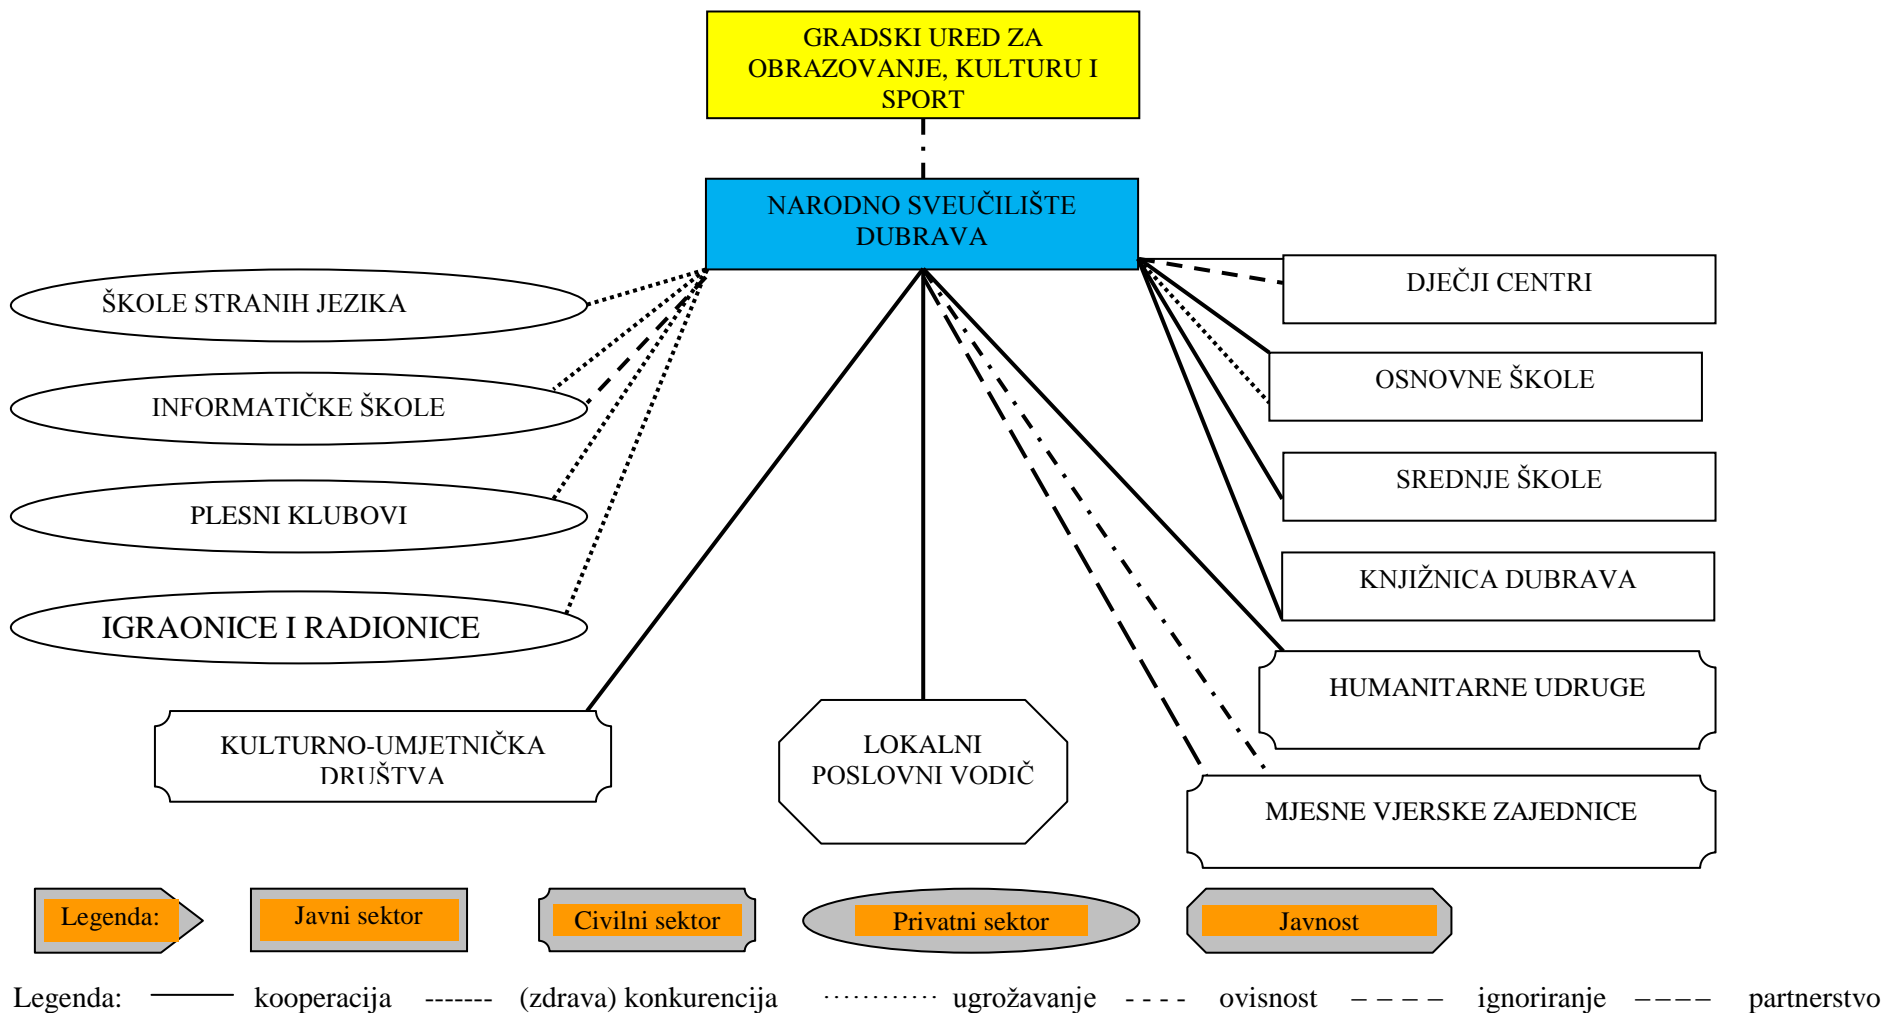 GRADSKI URED ZA
OBRAZOVANJE, KULTURU I
SPORT
NARODNO SVEUČILIŠTE
DUBRAVA
ŠKOLE STRANIH JEZIKA
INFORMATIČKE ŠKOLE
PLESNI KLUBOVI
IGRAONICE I RADIONICE
DJEČJI CENTRI
OSNOVNE ŠKOLE
SREDNJE ŠKOLE
KNJIŽNICA DUBRAVA
HUMANITARNE UDRUGE
KULTURNO-UMJETNIČKA
DRUŠTVA
LOKALNI
POSLOVNI VODIČ
MJESNE VJERSKE ZAJEDNICE
Legenda:
Javni sektor
Civilni sektor
Privatni sektor
Javnost
Legenda: kooperacija ------- (zdrava) konkurencija ············ ugrožavanje - - - - ovisnost – – – – ignoriranje –––– partnerstvo